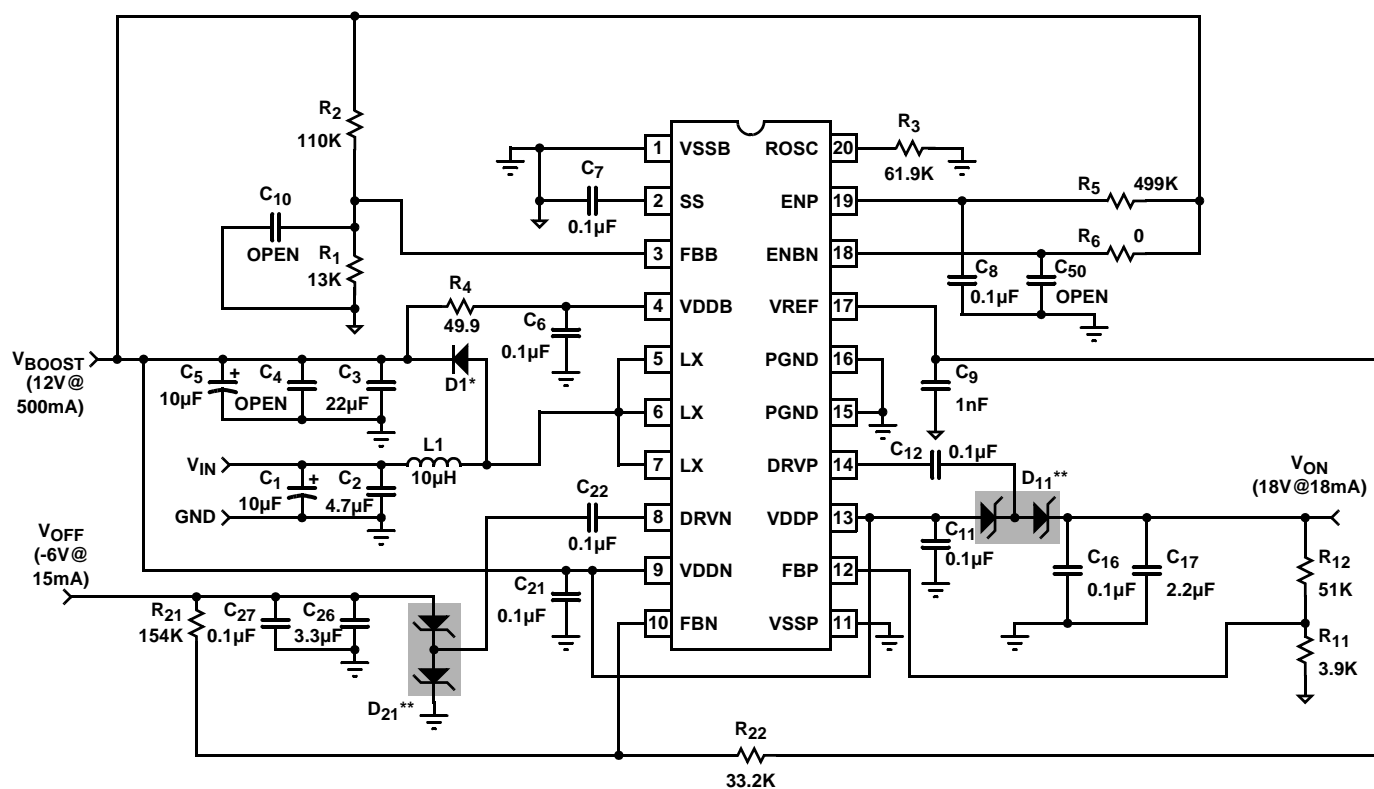 R2
110K
C10
OPEN
R1
13K
C7
0.1µF
R3
61.9K
R5
499K
R6
0
C8
0.1µF
C50
OPEN
1 VSSB
2 SS
3 FBB
4 VDDB
5 LX
6 LX
7 LX
8 DRVN
9 VDDN
10 FBN
ROSC 20
ENP 19
ENBN 18
VREF 17
PGND 16
PGND 15
DRVP 14
VDDP 13
FBP 12
VSSP 11
R4
49.9
C6
0.1µF
VBOOST
(12V@
500mA)
C5
+
10µF
C4
OPEN
C3
22µF
D1*
C9
1nF
VIN
C1
+
10µF
C2
4.7µF
GND
L1
10µH
C22
0.1µF
C12
0.1µF
D11**
VON
(18V@18mA)
C11
0.1µF
C16
0.1µF
C17
2.2µF
R12
51K
R11
3.9K
VOFF
(-6V@
15mA)
R21
154K
C27
0.1µF
C26
3.3µF
C21
0.1µF
D21**
R22
33.2K